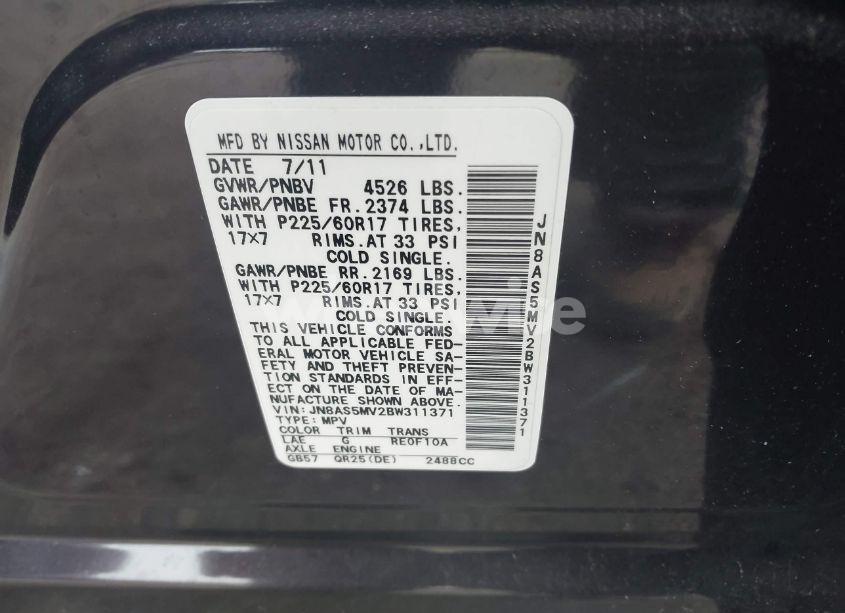 MFD BY NISSAN MOTOR CO.,LTD.
DATE 7/11
GVWR/PNBV 4526 LBS.
GAWR/PNBE FR. 2374 LBS.
WITH P225/60R17 TIRES,
17×7 RIMS. AT 33 PSI
COLD SINGLE.
GAWR/PNBE RR. 2169 LBS.
WITH P225/60R17 TIRES,
17×7 RIMS. AT 33 PSI
COLD SINGLE.
THIS VEHICLE CONFORMS
TO ALL APPLICABLE FED-
ERAL MOTOR VEHICLE SA-
FETY AND THEFT PREVEN-
TION STANDARDS IN EFF-
ECT ON THE DATE OF MA-
NUFACTURE SHOWN ABOVE.
VIN:JN8AS5MV2BW311371
TYPE:MPV
COLOR TRIM TRANS
LAE G RE0F10A
AXLE ENGINE
GB57 QR25(DE) 2488CC
JN8AS5MV2BW311371